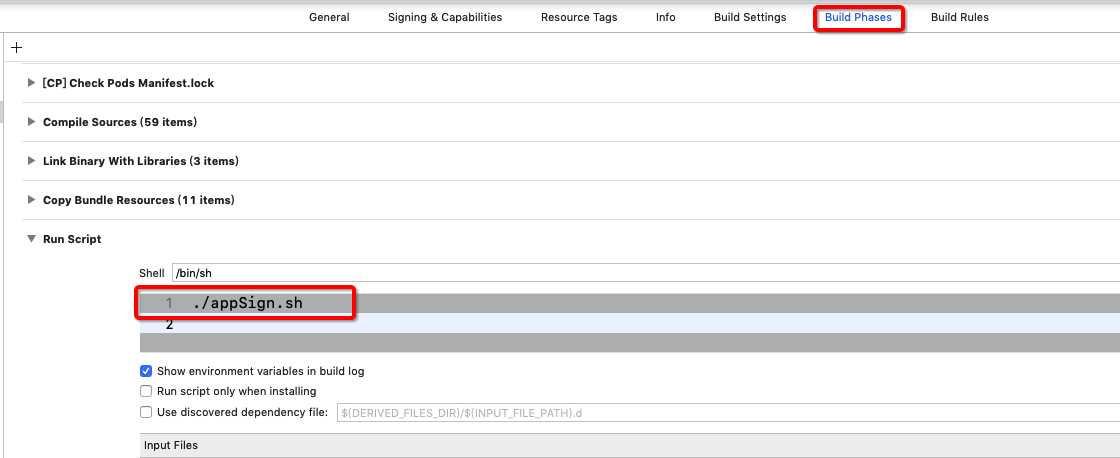 General Signing & Capabilities Resource Tags Info Build Settings Build Phases Build Rules
+
[CP] Check Pods Manifest.lock
Compile Sources (59 items)
Link Binary With Libraries (3 items)
Copy Bundle Resources (11 items)
Run Script
Shell /bin/sh
1 ./appSign.sh
2
Show environment variables in build log
Run script only when installing
Use discovered dependency file: $(DERIVED_FILES_DIR)/$(INPUT_FILE_PATH).d
Input Files